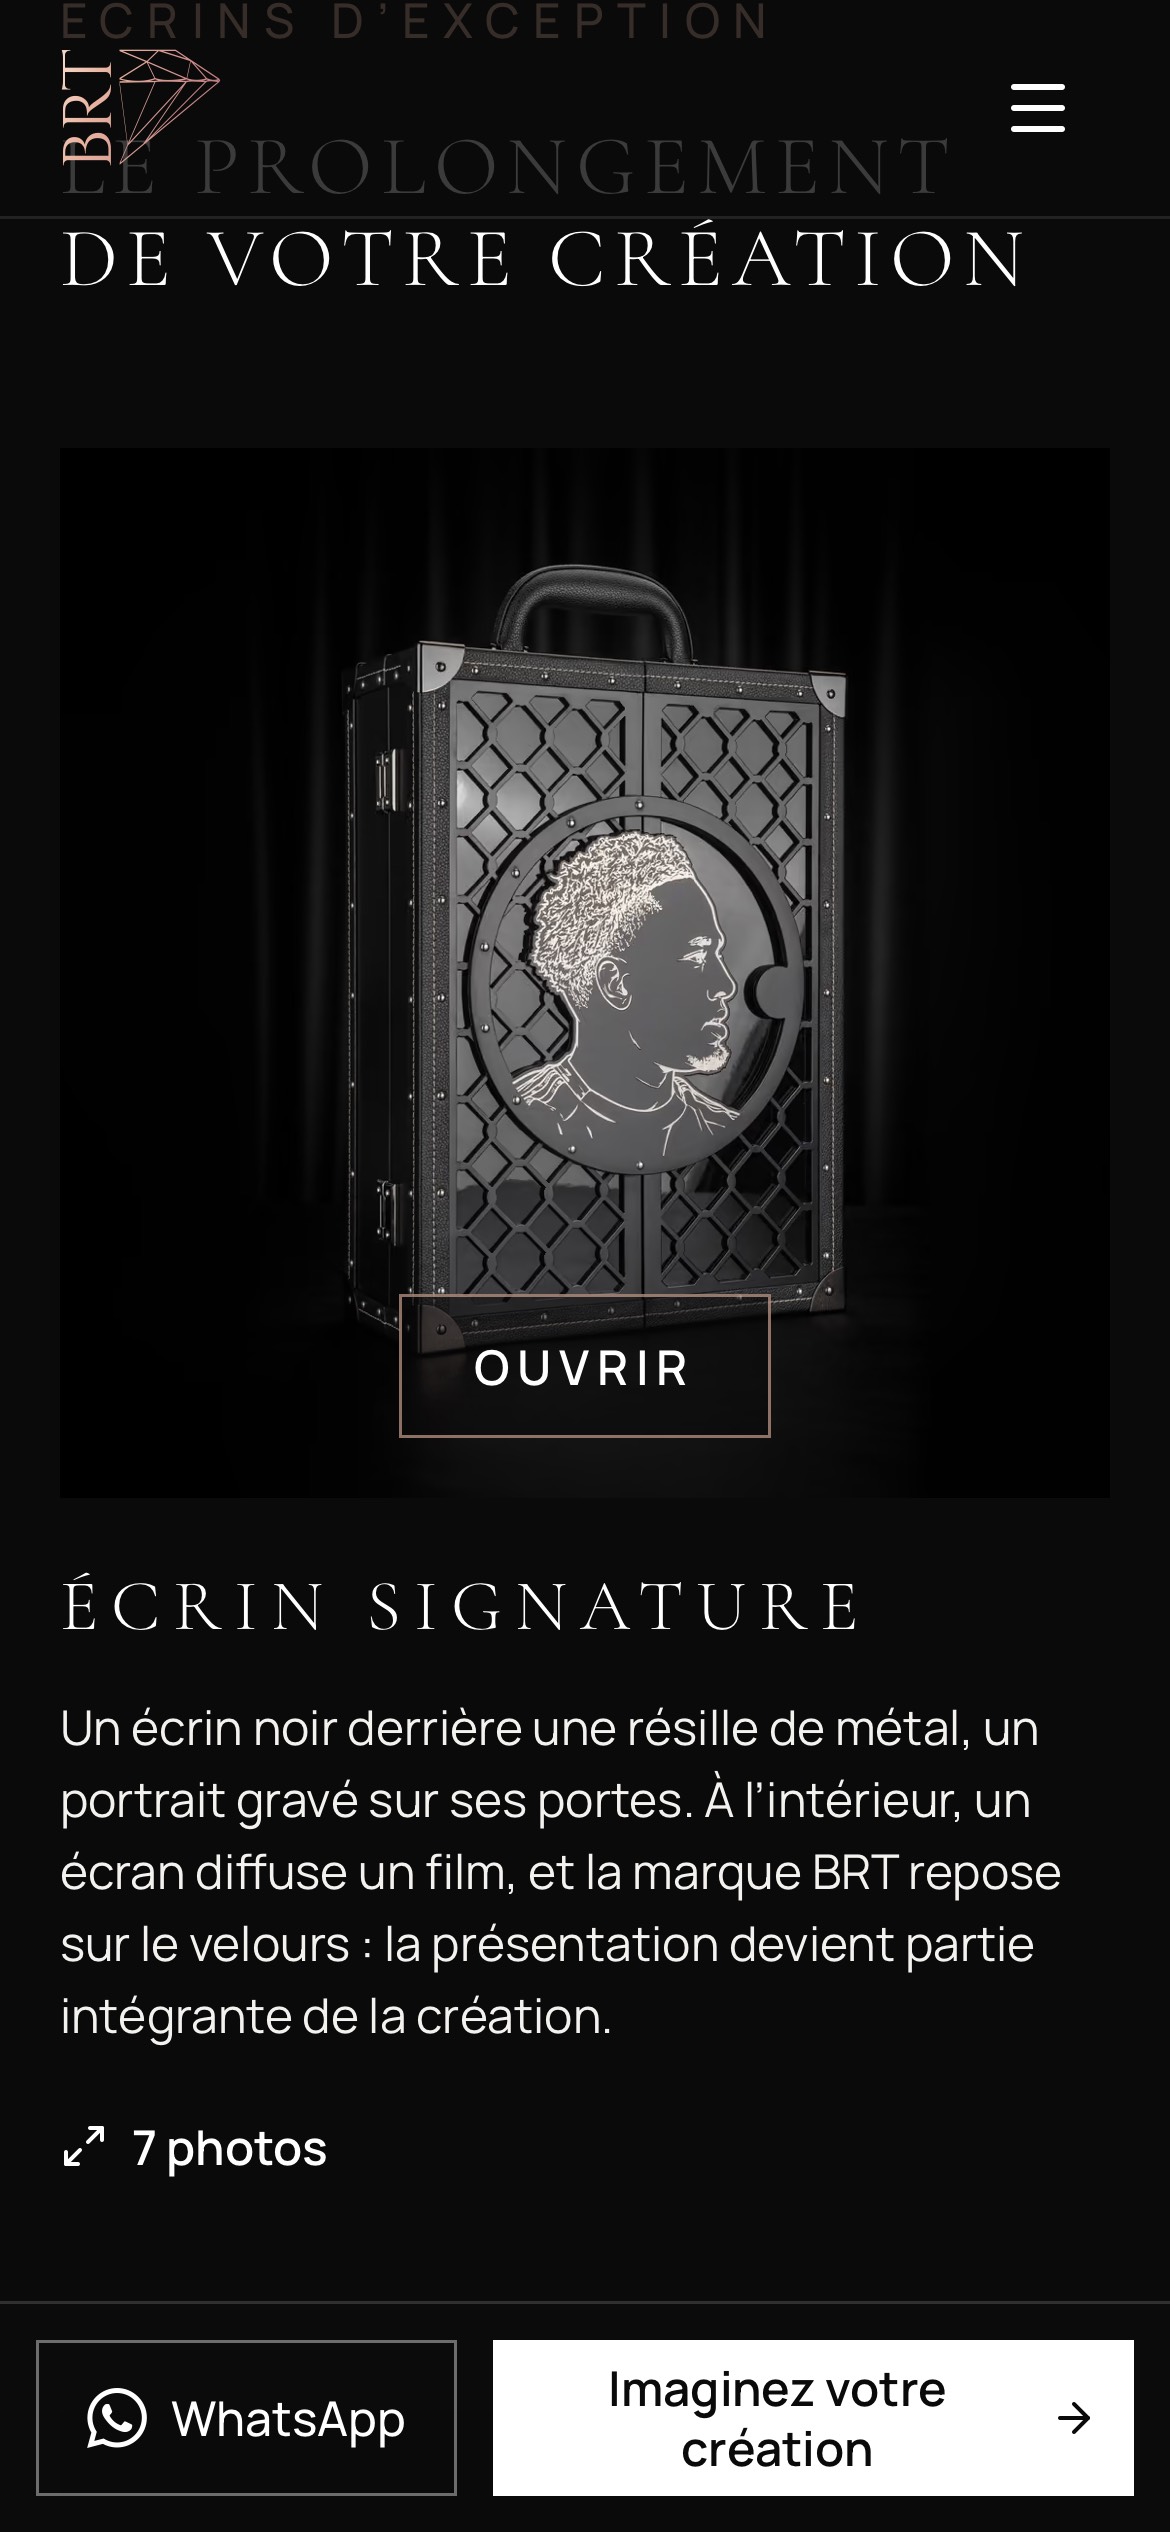 ÉCRINS D’EXCEPTION
BRT
LE PROLONGEMENT
DE VOTRE CRÉATION
OUVRIR
ÉCRIN SIGNATURE
Un écrin noir derrière une résille de métal, un
portrait gravé sur ses portes. À l’intérieur, un
écran diffuse un film, et la marque BRT repose
sur le velours : la présentation devient partie
intégrante de la création.
7 photos
WhatsApp
Imaginez votre
création